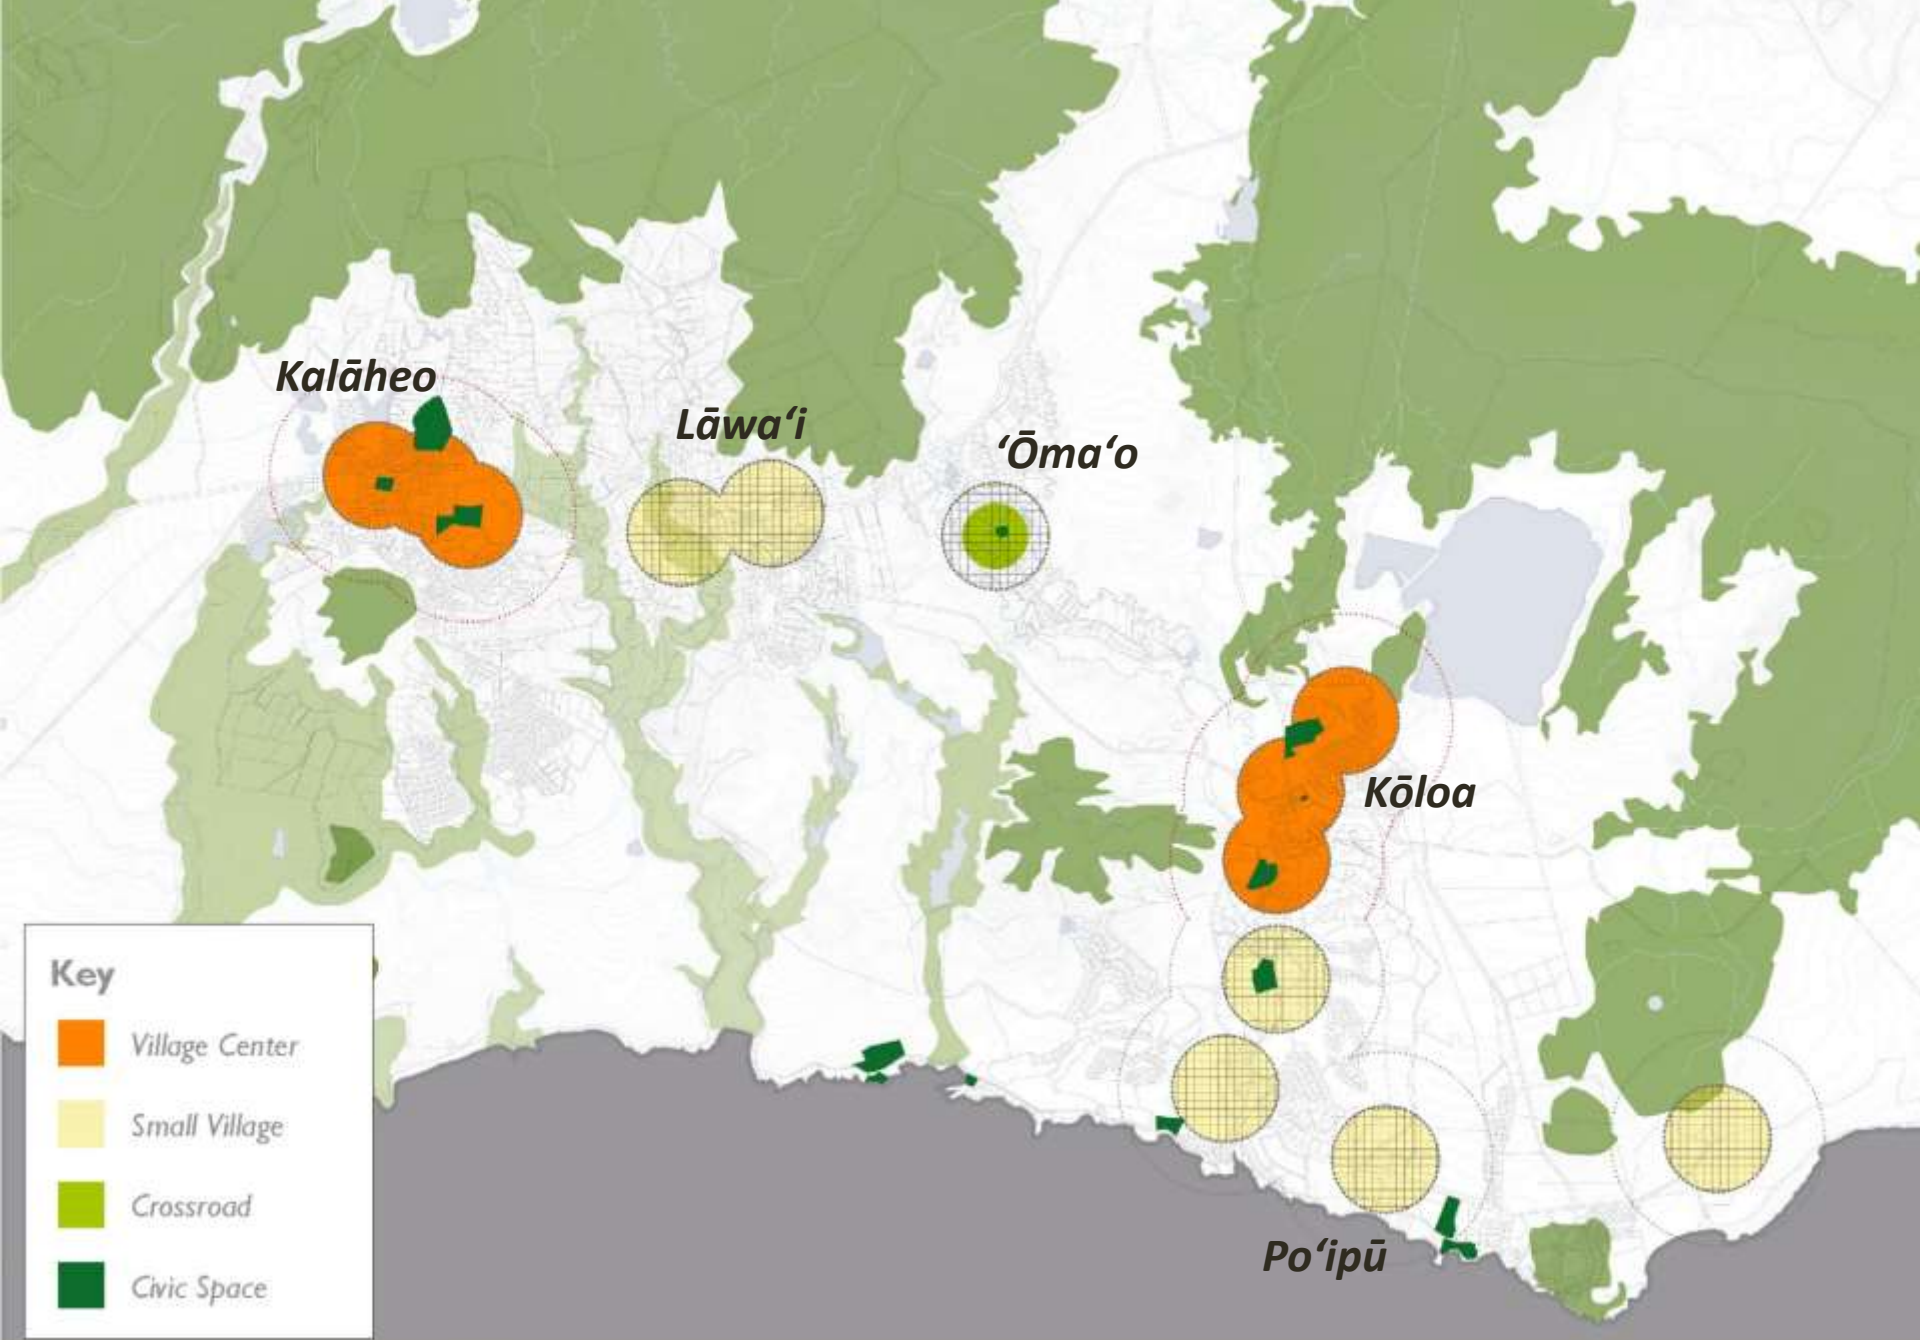 Kalāheo
Lāwaʻi
ʻŌmaʻo
Kōloa
Poʻipū
Key
Village Center
Small Village
Crossroad
Civic Space